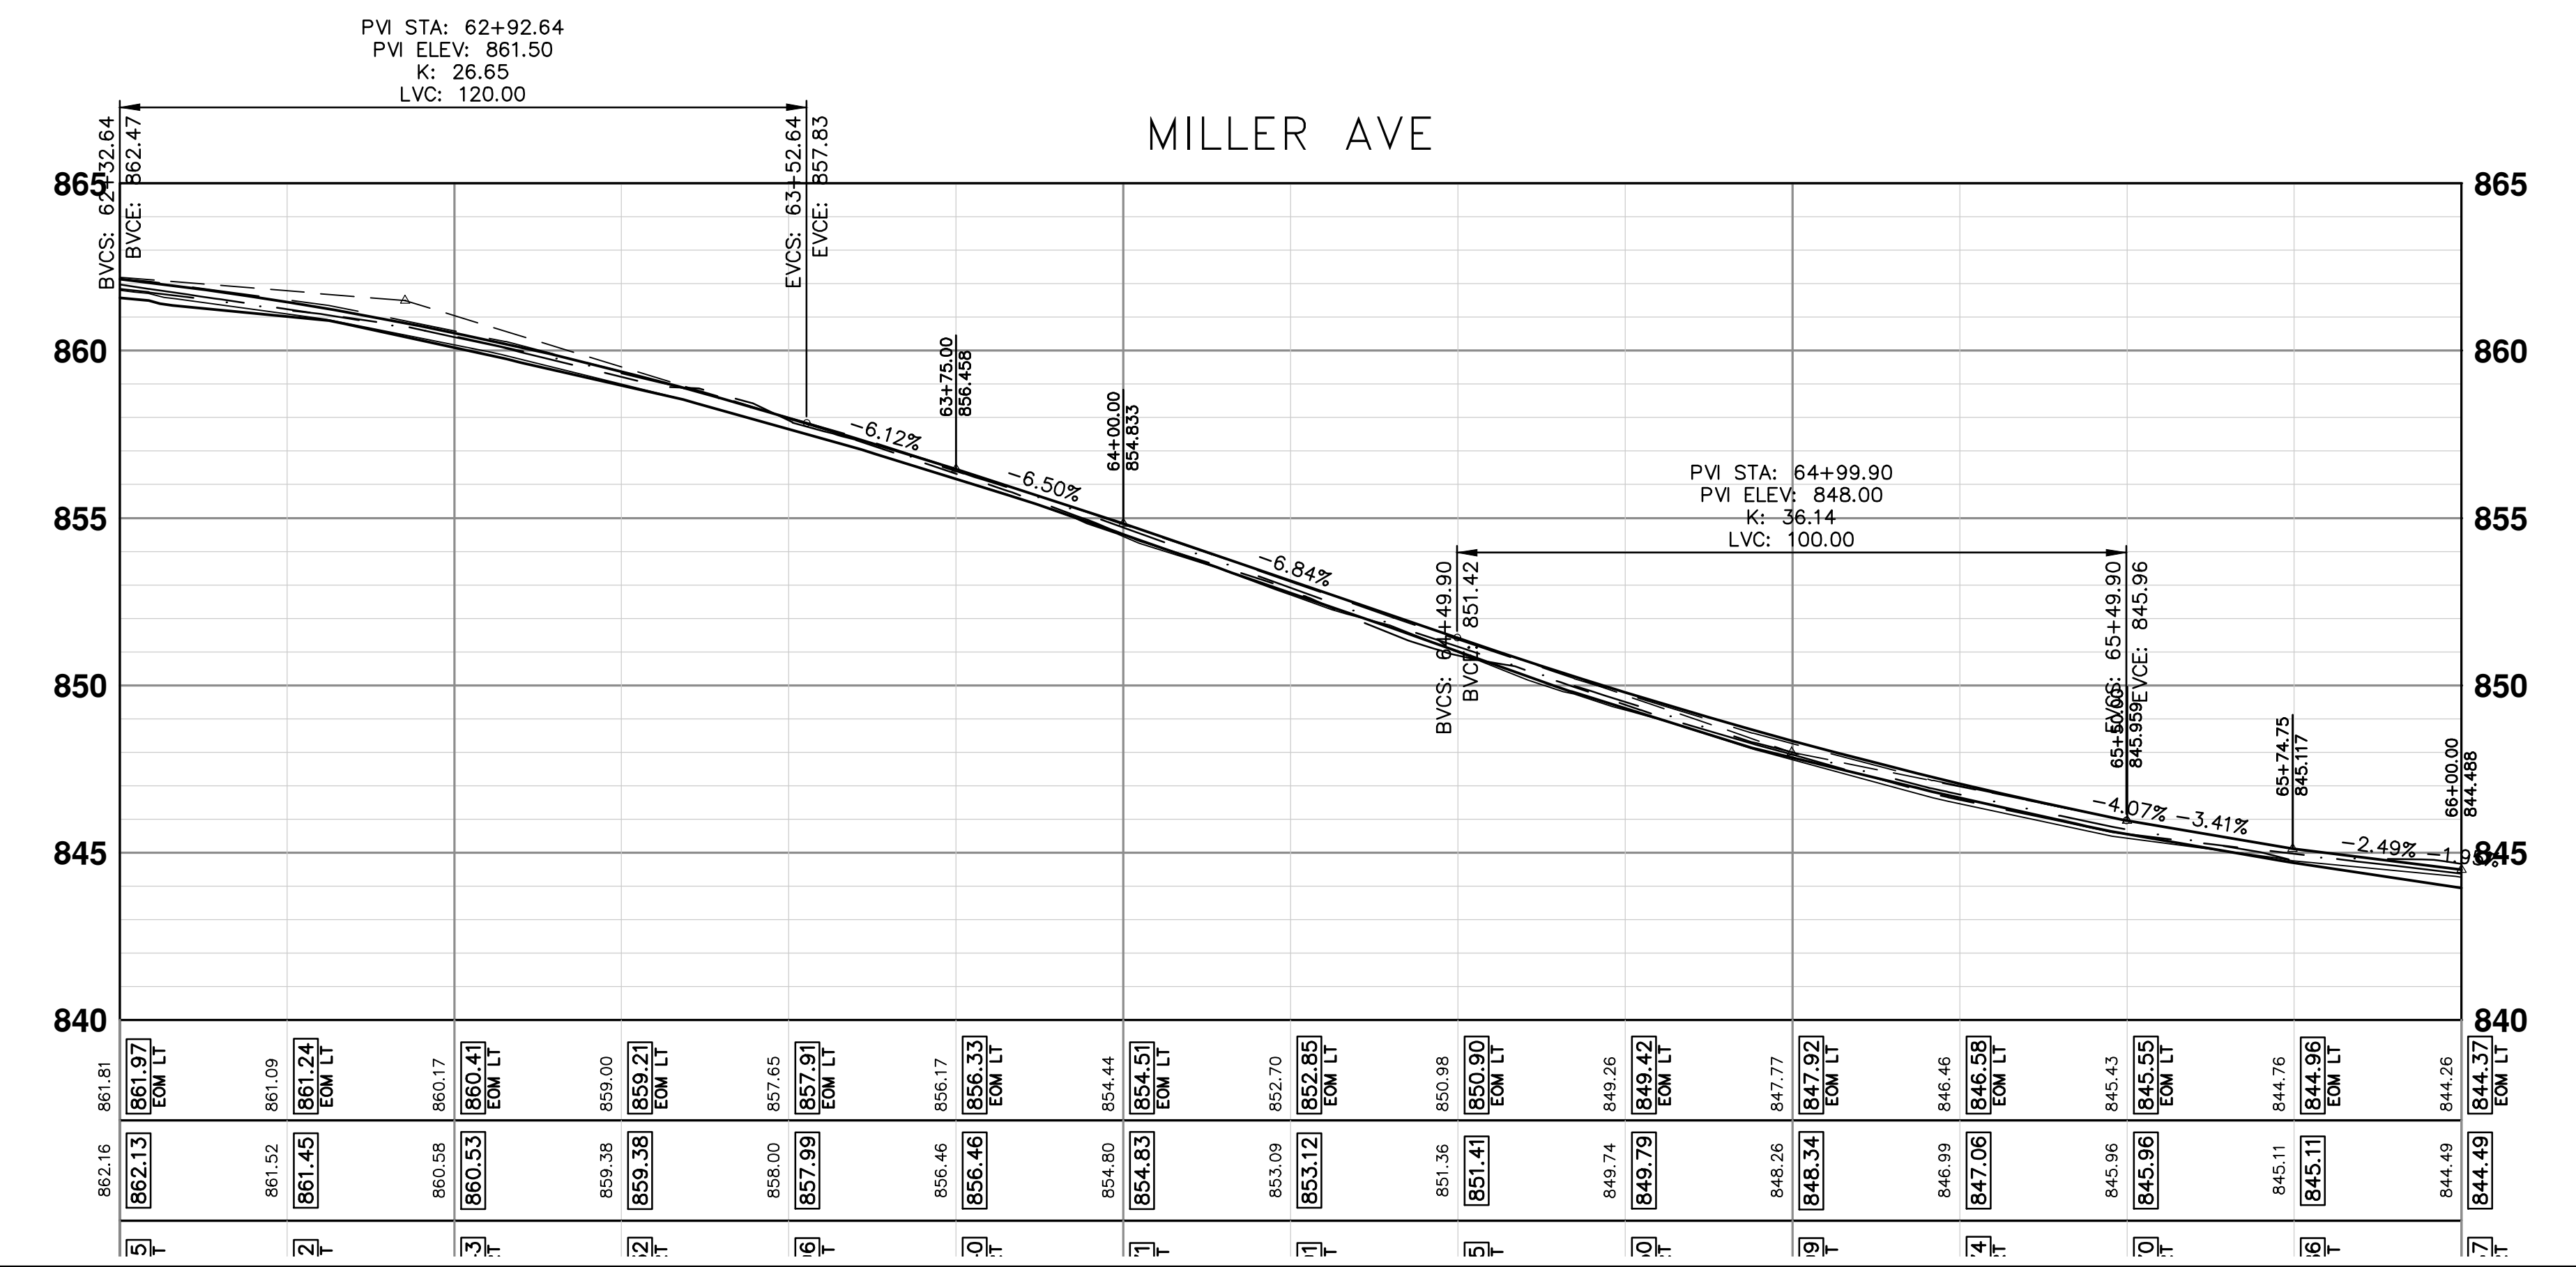 PVI STA: 62+92.64
PVI ELEV: 861.50
K: 26.65
LVC: 120.00
BVCS: 62+32.64
BVCE: 862.47
EVCS: 63+52.64
EVCE: 857.83
MILLER AVE
865
865
860
860
855
855
850
850
845
845
840
840
-6.12%
63+75.00
856.458
-6.50%
64+00.00
854.833
-6.84%
PVI STA: 64+99.90
PVI ELEV: 848.00
K: 36.14
LVC: 100.00
BVCS: 64+49.90
BVCE: 851.42
EVCS: 65+49.90
EVCE: 845.96
65+50.00
845.959
-4.07%
-3.41%
65+74.75
845.117
-2.49%
66+00.00
844.488
861.81 861.97 EOM LT 861.09 861.24 EOM LT 860.17 860.41 EOM LT 859.00 859.21 EOM LT 857.65 857.91 EOM LT 856.17 856.33 EOM LT 854.44 854.51 EOM LT 852.70 852.85 EOM LT 850.98 850.90 EOM LT 849.26 849.42 EOM LT 847.77 847.92 EOM LT 846.46 846.58 EOM LT 845.43 845.55 EOM LT 844.76 844.96 EOM LT 844.26 844.37 EOM LT
862.16 862.13 861.52 861.45 860.58 860.53 859.38 859.38 858.00 857.99 856.46 856.46 854.80 854.83 853.09 853.12 851.36 851.41 849.74 849.79 848.26 848.34 846.99 847.06 845.96 845.96 845.11 845.11 844.49 844.49